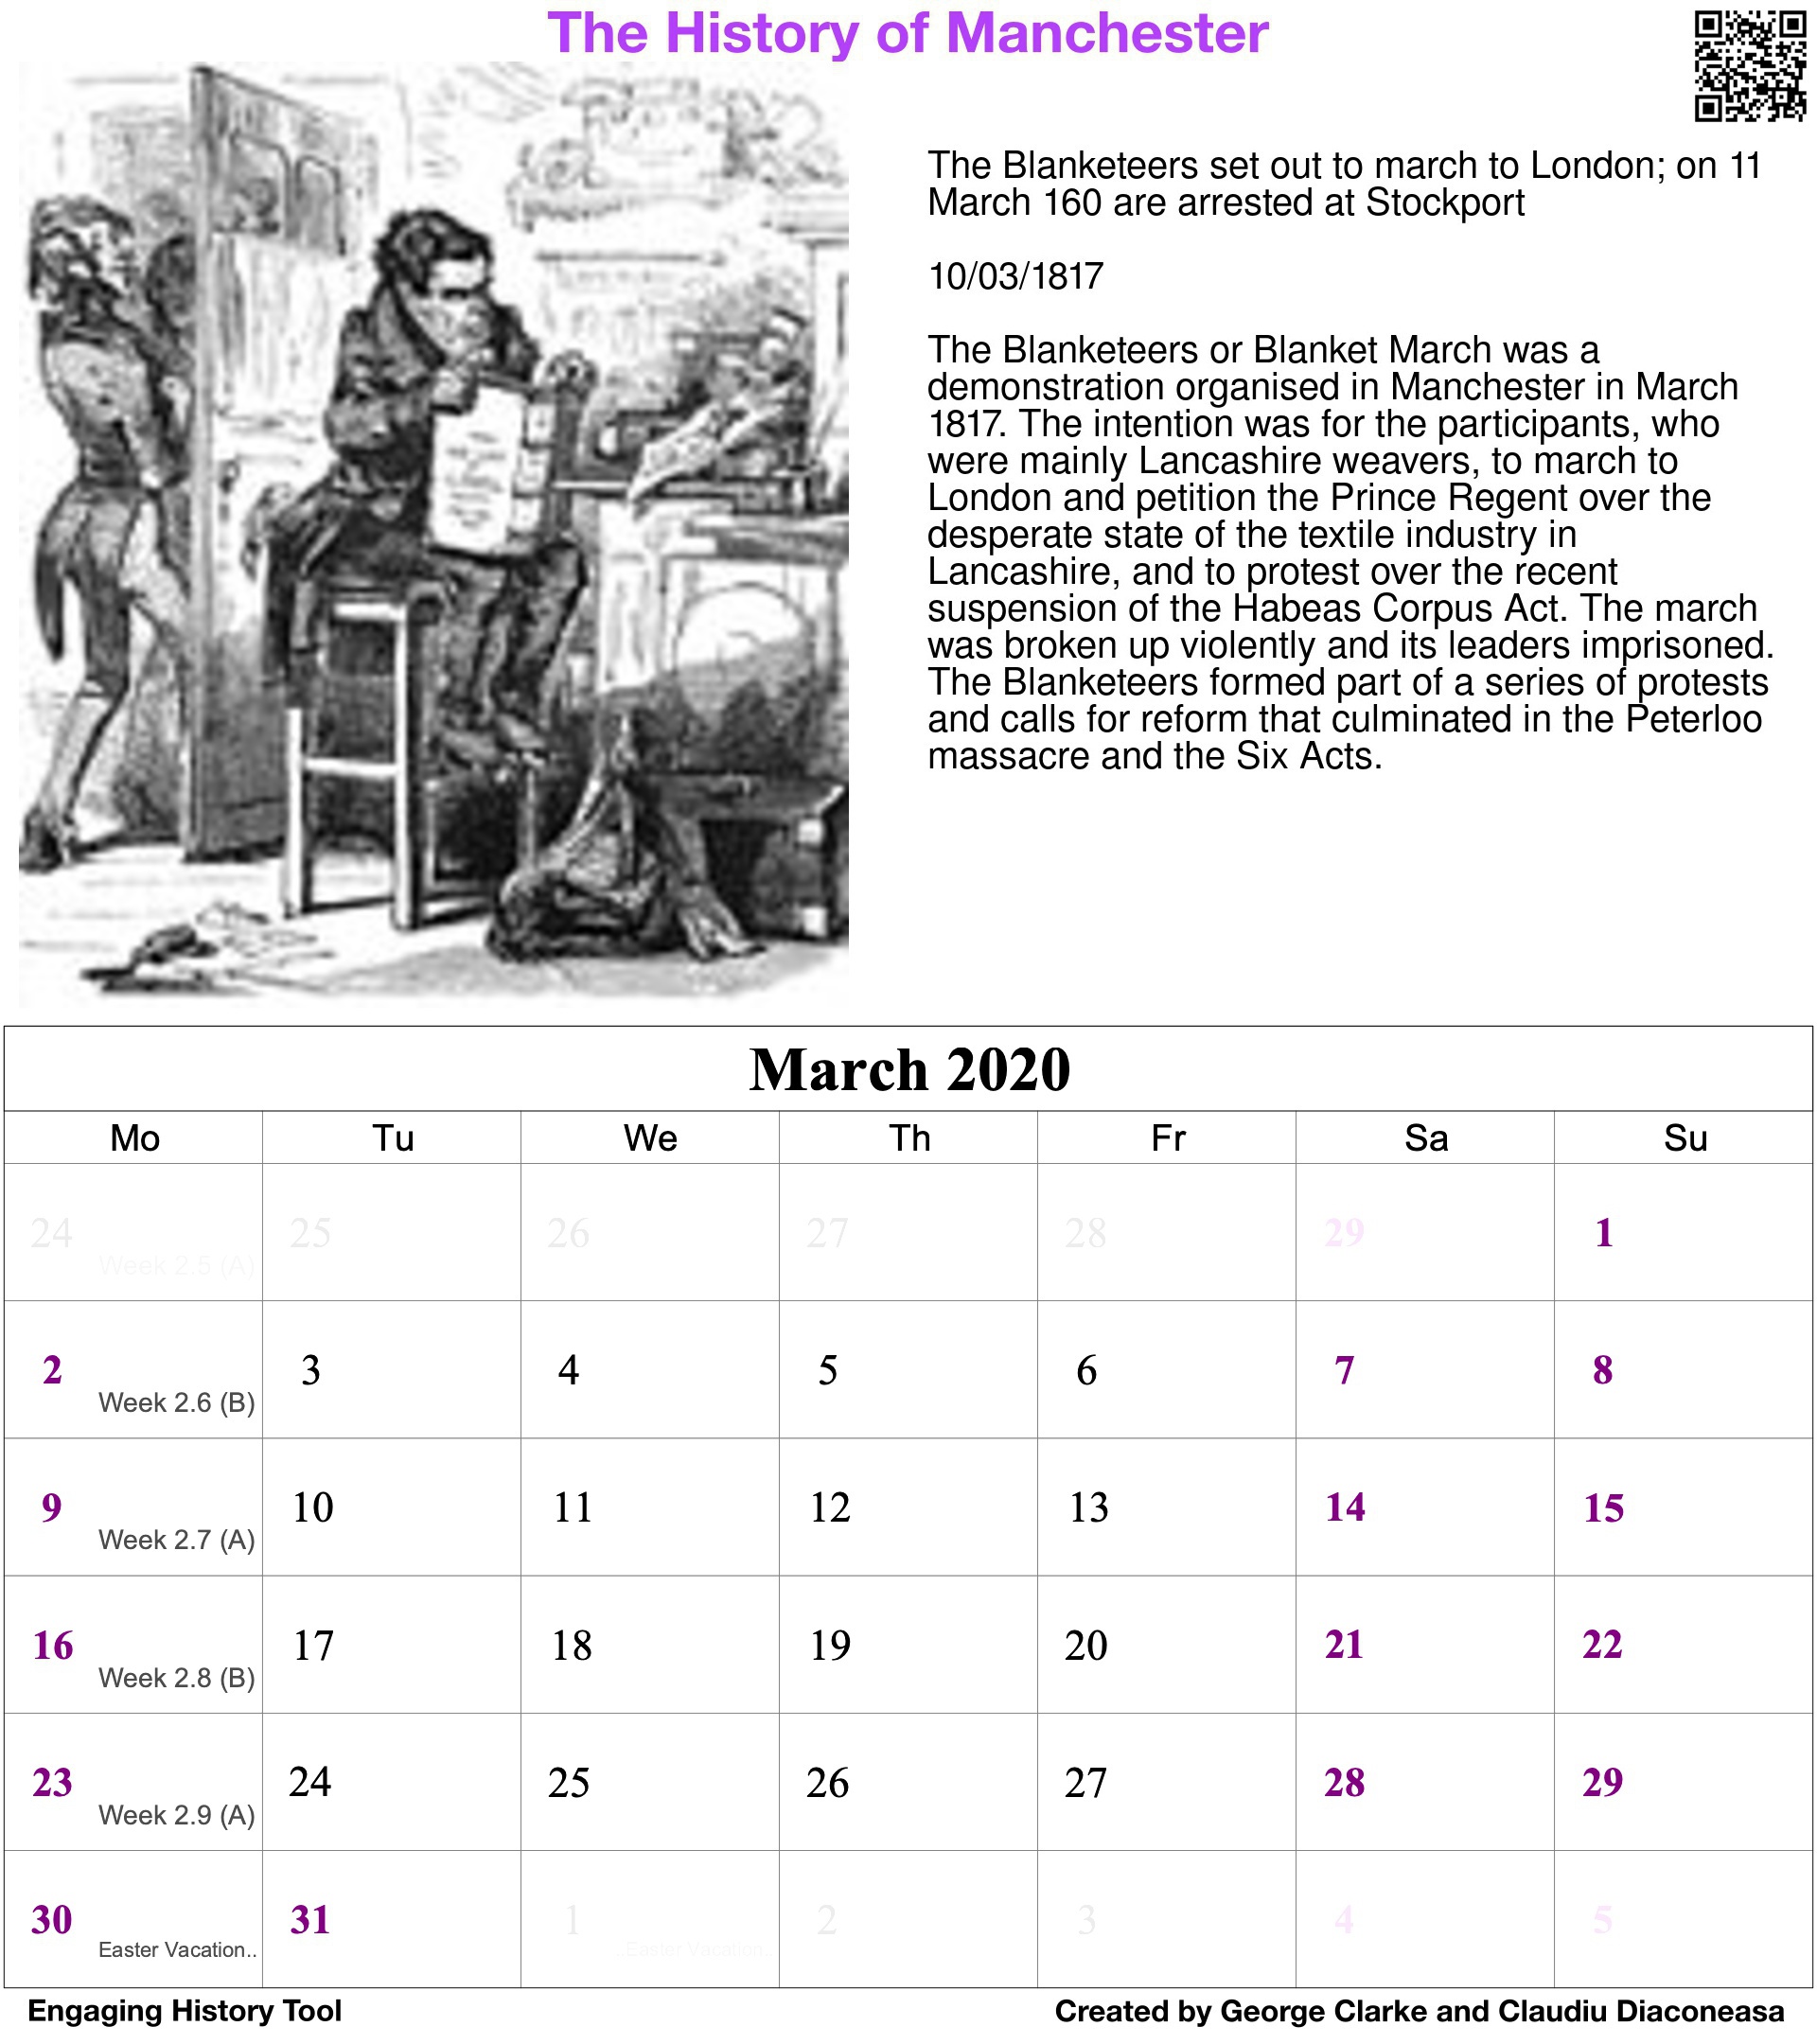 The History of Manchester
The Blanketeers set out to march to London; on 11
March 160 are arrested at Stockport
10/03/1817
The Blanketeers or Blanket March was a
demonstration organised in Manchester in March
1817. The intention was for the participants, who
were mainly Lancashire weavers, to march to
London and petition the Prince Regent over the
desperate state of the textile industry in
Lancashire, and to protest over the recent
suspension of the Habeas Corpus Act. The march
was broken up violently and its leaders imprisoned.
The Blanketeers formed part of a series of protests
and calls for reform that culminated in the Peterloo
massacre and the Six Acts.
March 2020
Mo Tu We Th Fr Sa Su
24 25 26 27 28 29 1
Week 2.5 (A)
2 3 4 5 6 7 8
Week 2.6 (B)
9 10 11 12 13 14 15
Week 2.7 (A)
16 17 18 19 20 21 22
Week 2.8 (B)
23 24 25 26 27 28 29
Week 2.9 (A)
30 31 1 2 3 4 5
Easter Vacation.. ..Easter Vacation..
Engaging History Tool Created by George Clarke and Claudiu Diaconeasa